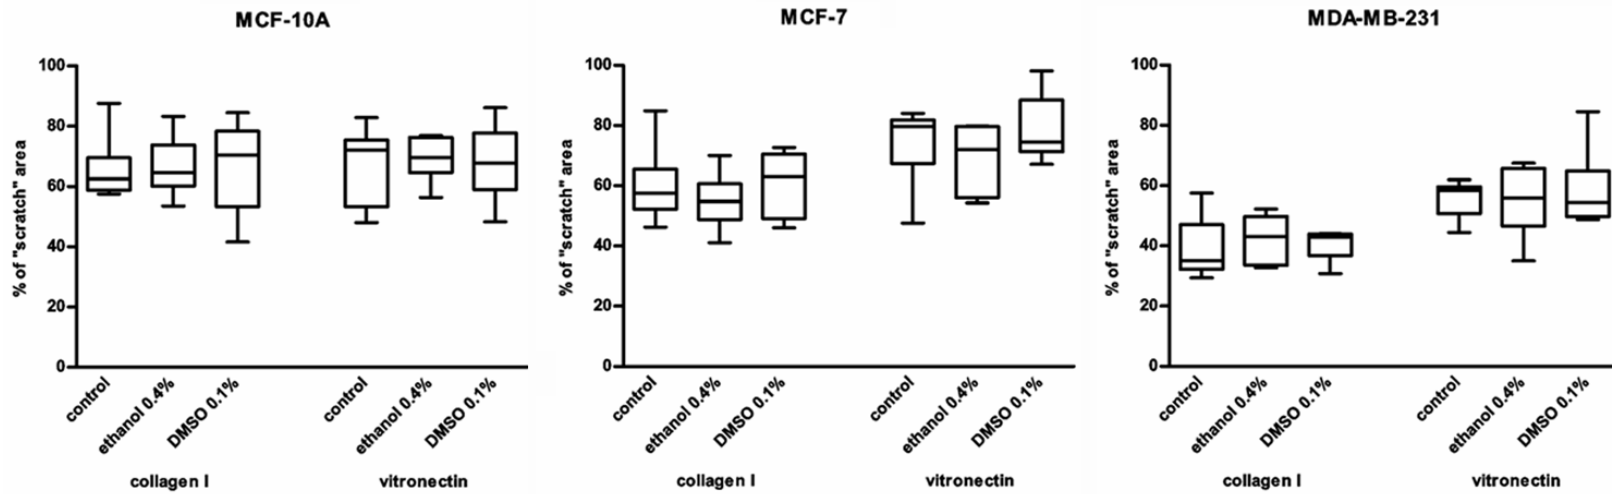 MCF-10A
% of "scratch" area
100
80
60
40
20
0
control
ethanol 0.4%
DMSO 0.1%
control
ethanol 0.4%
DMSO 0.1%
collagen I
vitronectin
MCF-7
% of "scratch" area
100
80
60
40
20
0
control
ethanol 0.4%
DMSO 0.1%
control
ethanol 0.4%
DMSO 0.1%
collagen I
vitronectin
MDA-MB-231
% of "scratch" area
100
80
60
40
20
0
control
ethanol 0.4%
DMSO 0.1%
control
ethanol 0.4%
DMSO 0.1%
collagen I
vitronectin